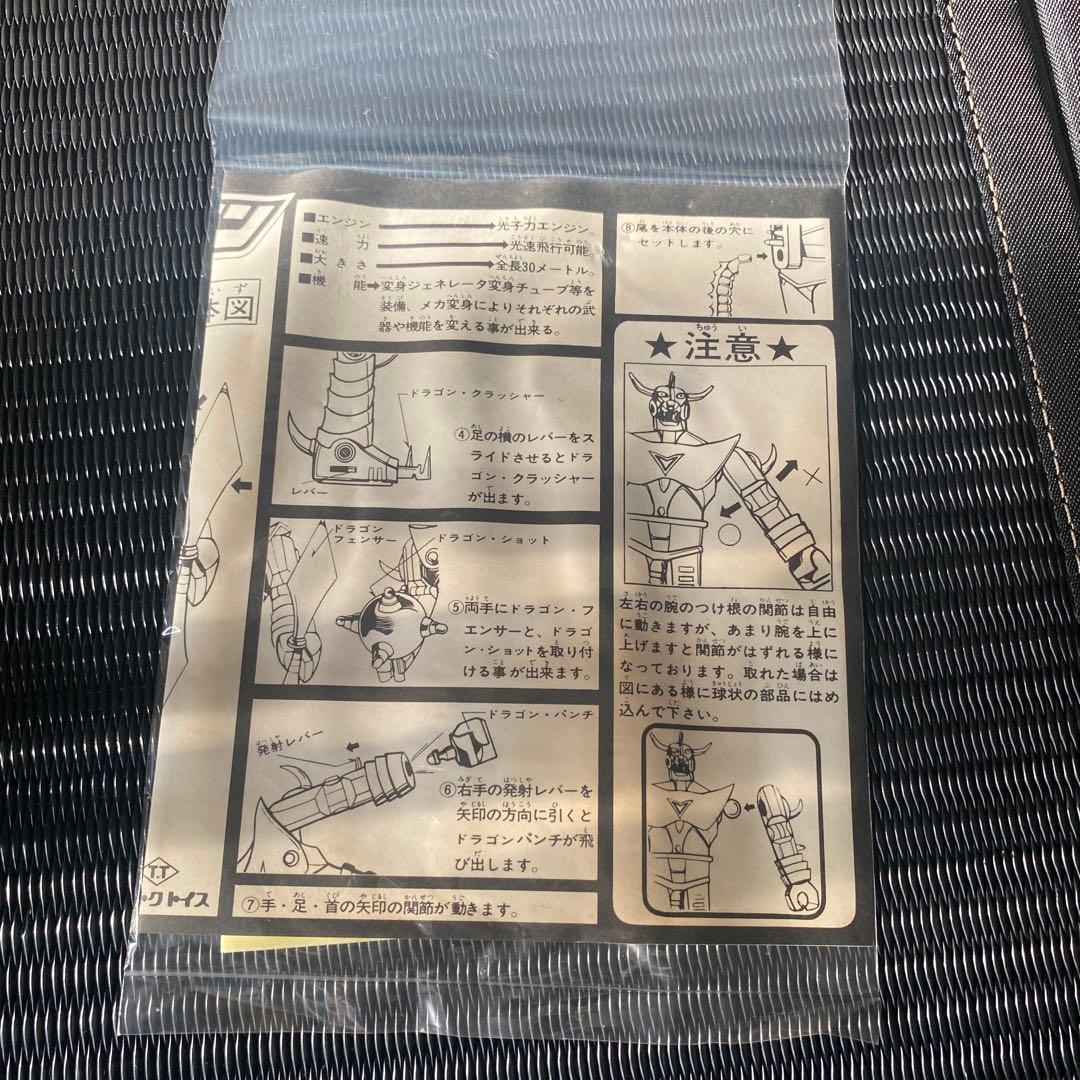 ず
本図
T.T
ックトイス
■エンジン→光子力エンジン。
■速力→光速飛行可能。
■大きさ→全長30メートル。
■機能→変身ジェネレータ変身チューブ等を
装備、メカ変身によりそれぞれの武
器や機能を変える事が出来る。
ドラゴン・クラッシャー
④足の横のレバーをス
ライドさせるとドラ
ゴン・クラッシャー
が出ます。
レバー
ドラゴン
フェンサー
ドラゴン・ショット
⑤両手にドラゴン・フ
ェンサーと、ドラゴ
ン・ショットを取り付
ける事が出来ます。
ドラゴン・パンチ
発射レバー
⑥右手の発射レバーを
矢印の方向に引くと
ドラゴンパンチが飛
び出します。
⑦手・足・首の矢印の関節が動きます。
⑧尾を本体の後の穴に
セットします。
★注意★
左右の腕のつけ根の関節は自由
に動きますが、あまり腕を上に
上げますと関節がはずれる様に
なっております。取れた場合は
図にある様に球状の部品にはめ
込んで下さい。